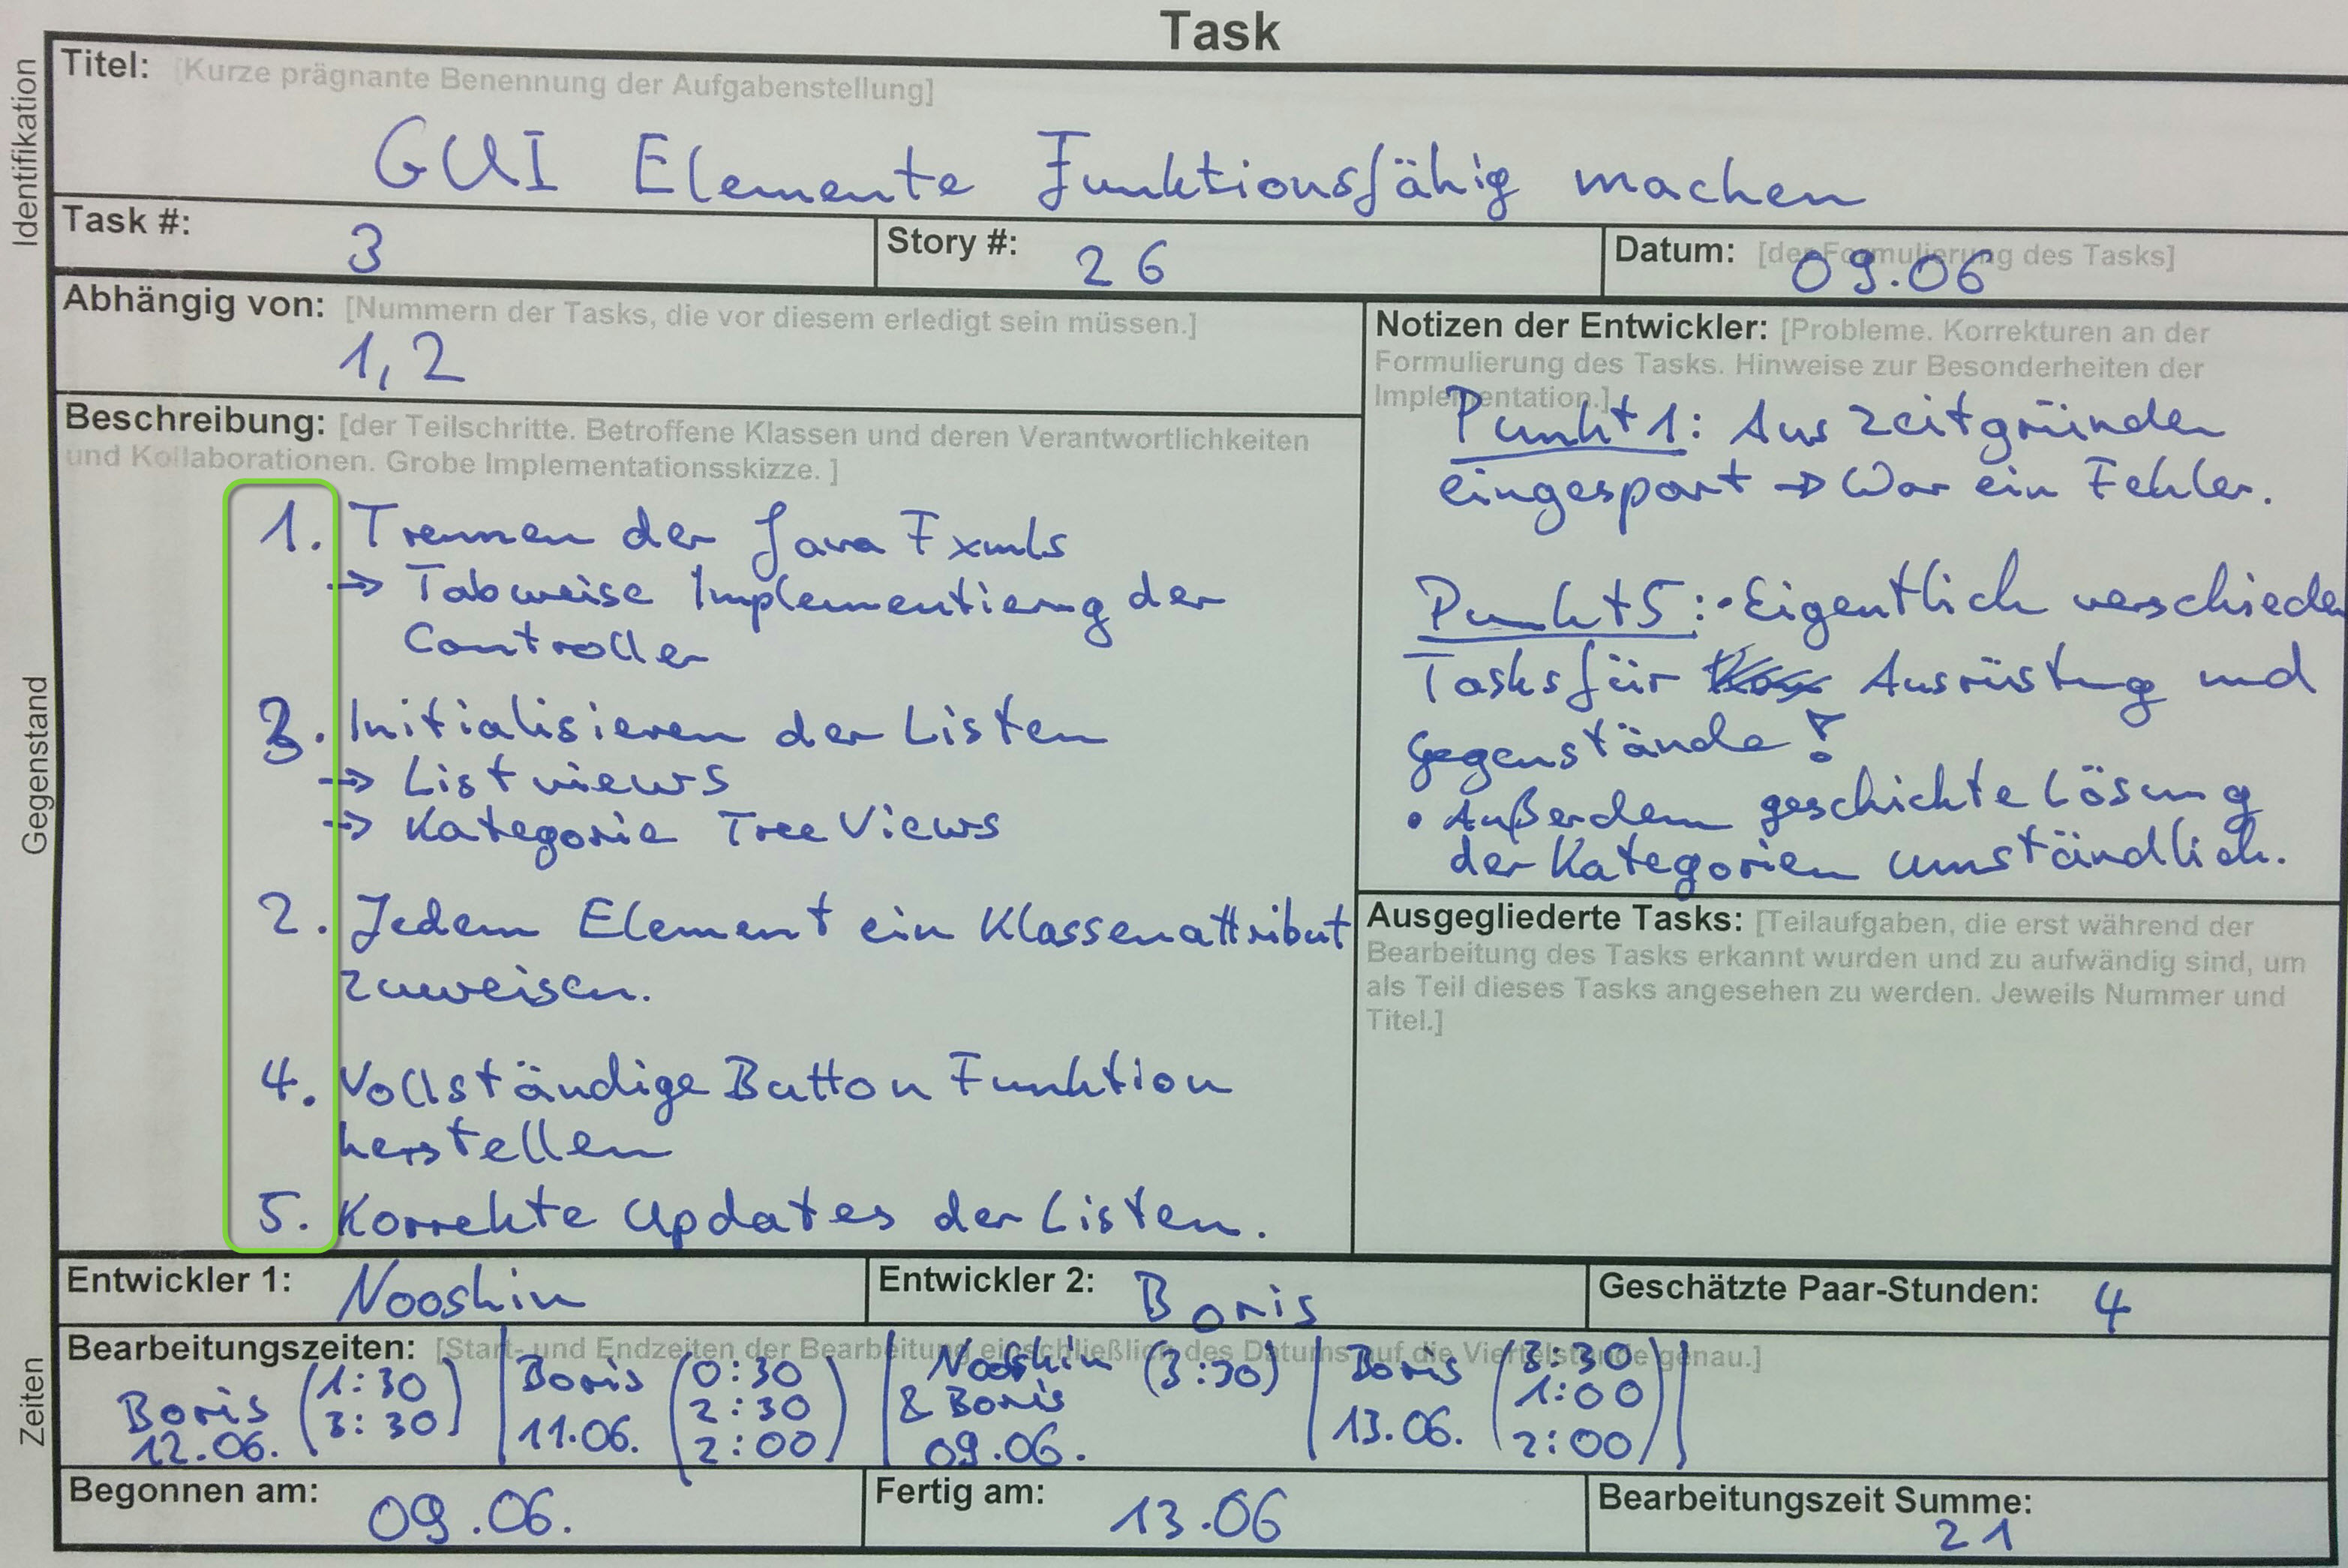 Task
Identifikation
Titel: [Kurze prägnante Benennung der Aufgabenstellung]
GUI Elemente Funktionsfähig machen
Task #: 3
Story #: 26
Datum: [der Formulierung des Tasks]
09.06
Gegenstand
Abhängig von: [Nummern der Tasks, die vor diesem erledigt sein müssen.]
1, 2
Beschreibung: [der Teilschritte. Betroffene Klassen und deren Verantwortlichkeiten
und Kollaborationen. Grobe Implementationsskizze. ]
1. Trennen der Java Fxmls
→ Tabweise Implementierung der
Controller
3. Initialisieren der Listen
→ Listviews
→ Kategorie TreeViews
2. Jedem Element ein Klassenattribut
zuweisen.
4. Vollständige Button Funktion
herstellen
5. Korrekte Updates der Listen.
Notizen der Entwickler: [Probleme. Korrekturen an der
Formulierung des Tasks. Hinweise zur Besonderheiten der
Implementation.]
Punkt 1: Aus Zeitgründen
eingespart → War ein Fehler.
Punkt 5: • Eigentlich verschieden
Tasks für Ausrüstung und
Gegenstände!
• Außerdem geschichte Lösung
der Kategorien umständlich.
Ausgegliederte Tasks: [Teilaufgaben, die erst während der
Bearbeitung des Tasks erkannt wurden und zu aufwändig sind, um
als Teil dieses Tasks angesehen zu werden. Jeweils Nummer und
Titel.]
Entwickler 1: Nooshin
Entwickler 2: Boris
Geschätzte Paar-Stunden: 4
Zeiten
Bearbeitungszeiten: [Start- und Endzeiten der Bearbeitung einschließlich des Datums auf die Viertelstunde genau.]
Boris (1:30
12.06. 3:30)
Boris (0:30
2:30
11.06. 2:00)
Nooshin (3:30)
& Boris
09.06.
Boris (3:30
1:00
13.06. 2:00)
Begonnen am: 09.06.
Fertig am: 13.06
Bearbeitungszeit Summe:
21